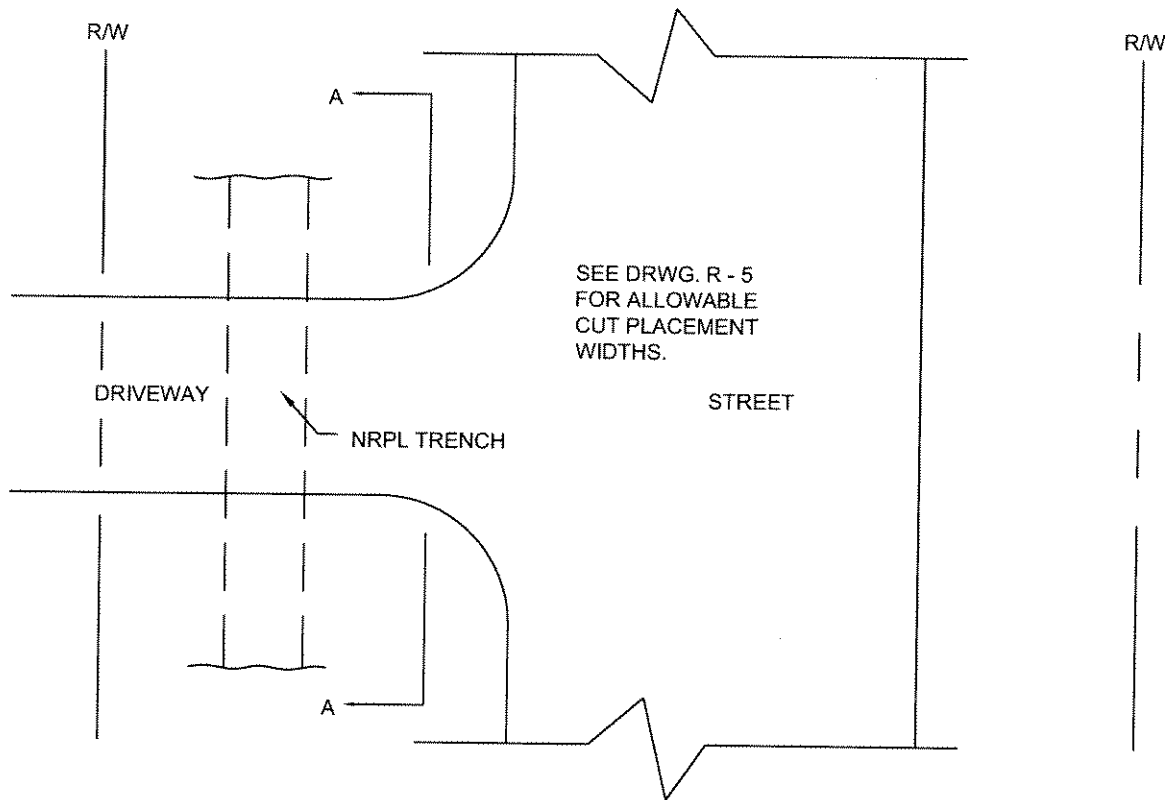 R/W
R/W
A
SEE DRWG. R - 5
FOR ALLOWABLE
CUT PLACEMENT
WIDTHS.
DRIVEWAY
STREET
NRPL TRENCH
A